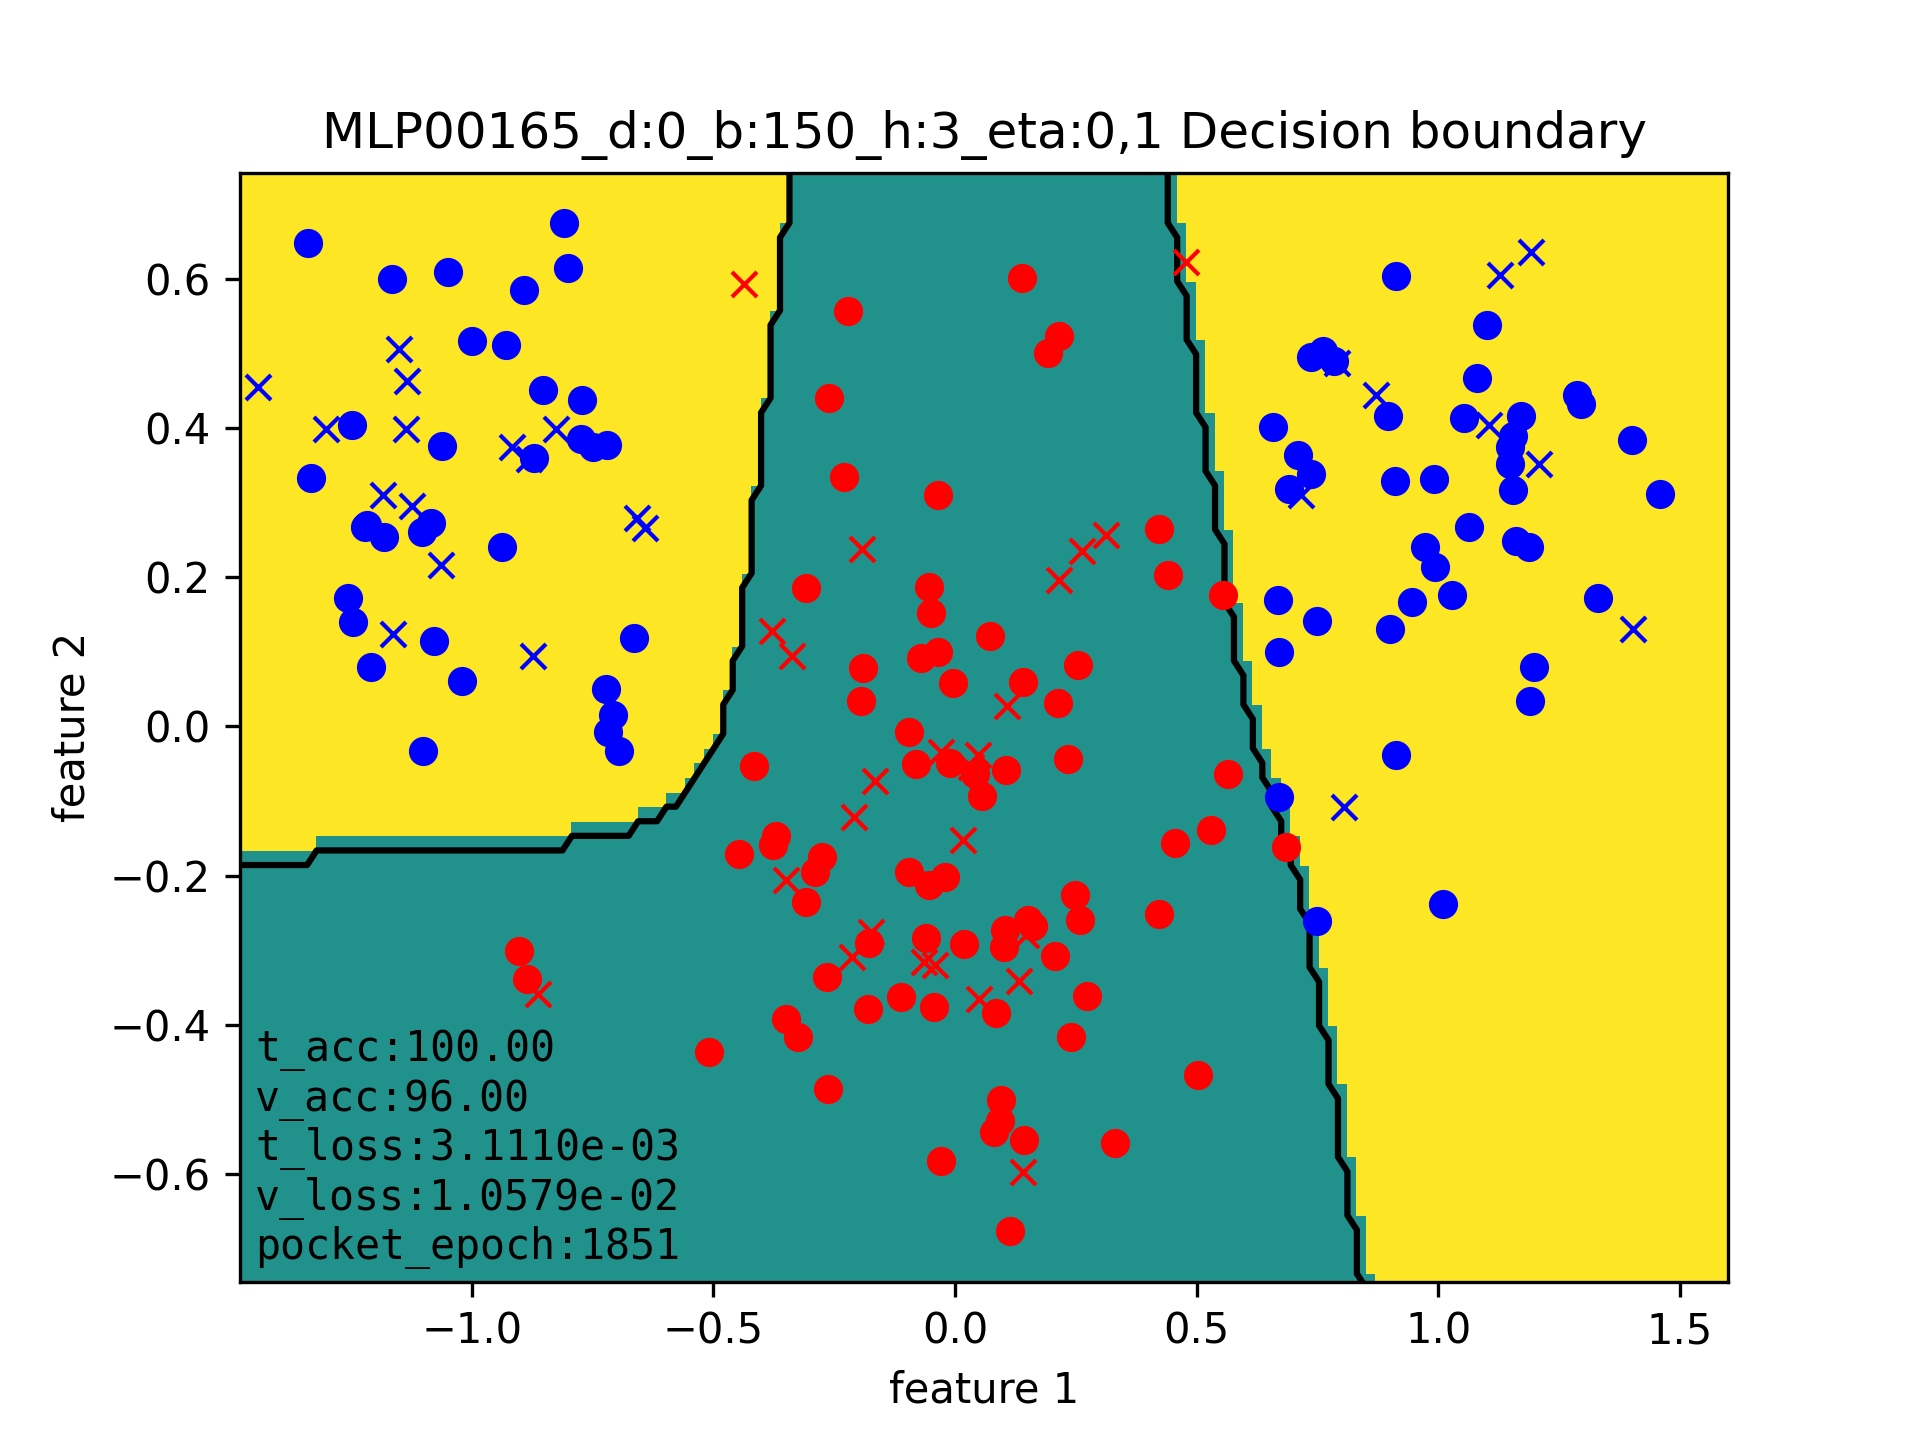 MLP00165_d:0_b:150_h:3_eta:0,1 Decision boundary
0.6
0.4
0.2
0.0
−0.2
−0.4
−0.6
feature 2
t_acc:100.00
v_acc:96.00
t_loss:3.1110e-03
v_loss:1.0579e-02
pocket_epoch:1851
−1.0 −0.5 0.0 0.5 1.0 1.5
feature 1